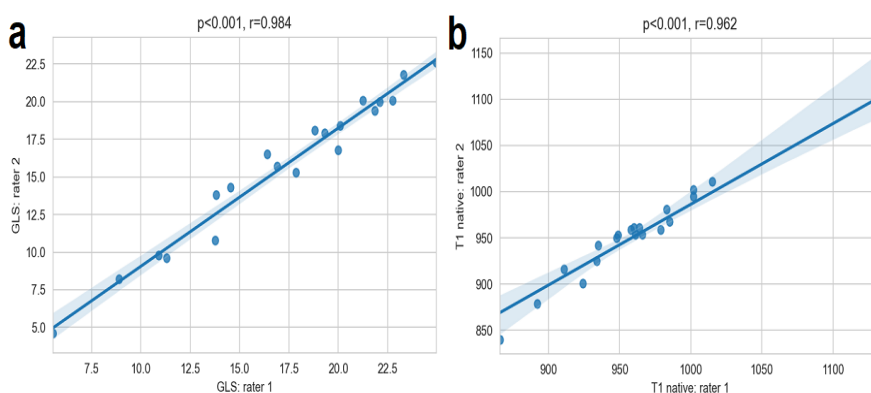 a
p<0.001, r=0.984
GLS: rater 2
22.5
20.0
17.5
15.0
12.5
10.0
7.5
5.0
7.5 10.0 12.5 15.0 17.5 20.0 22.5
GLS: rater 1
b
p<0.001, r=0.962
T1 native: rater 2
1150
1100
1050
1000
950
900
850
900 950 1000 1050 1100
T1 native: rater 1